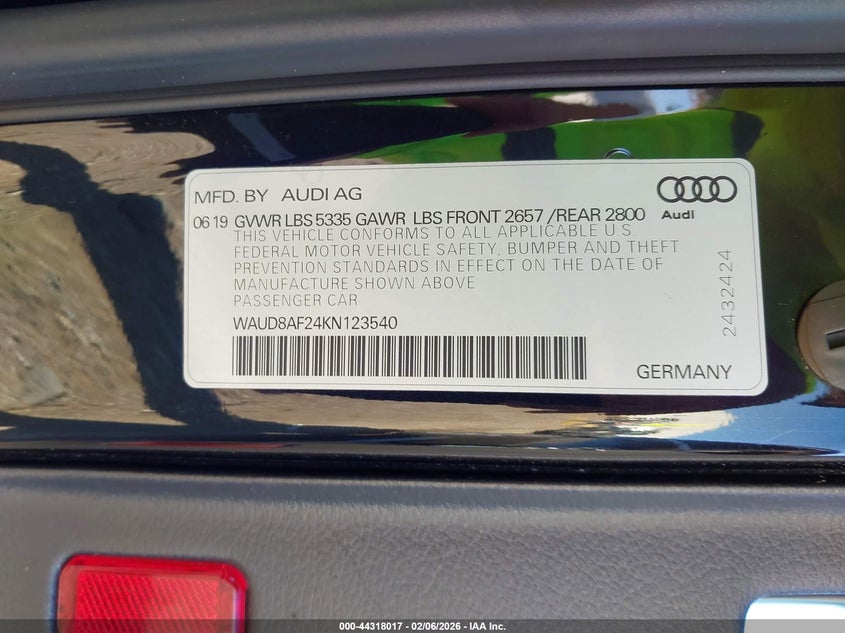 MFD. BY AUDI AG
Audi
06 19 GVWR LBS 5335 GAWR LBS FRONT 2657 /REAR 2800
THIS VEHICLE CONFORMS TO ALL APPLICABLE U.S.
FEDERAL MOTOR VEHICLE SAFETY, BUMPER AND THEFT
PREVENTION STANDARDS IN EFFECT ON THE DATE OF
MANUFACTURE SHOWN ABOVE
PASSENGER CAR
WAUD8AF24KN123540
2432424
GERMANY
000-44318017 - 02/06/2026 - IAA Inc.